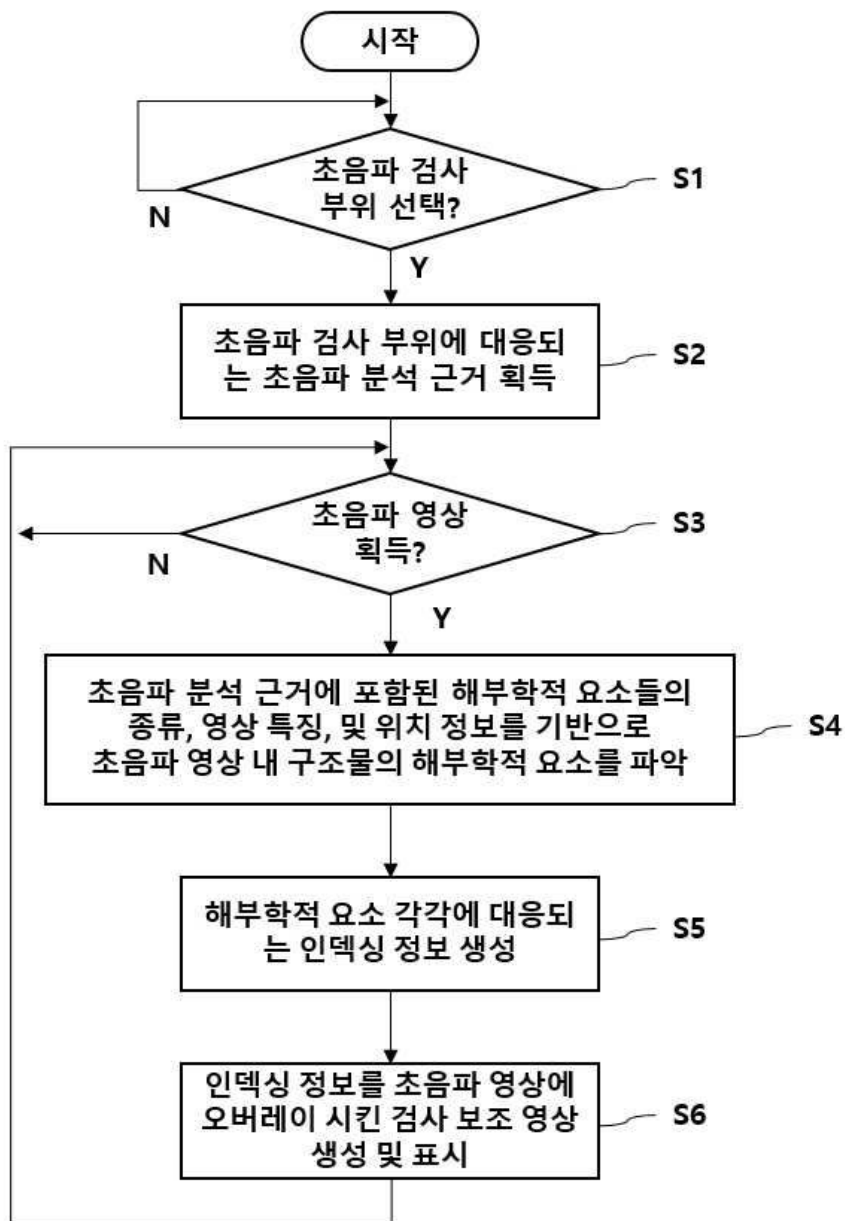 시작
초음파 검사
부위 선택?
S1
N
Y
초음파 검사 부위에 대응되
는 초음파 분석 근거 획득
S2
초음파 영상
획득?
S3
N
Y
초음파 분석 근거에 포함된 해부학적 요소들의
종류, 영상 특징, 및 위치 정보를 기반으로
초음파 영상 내 구조물의 해부학적 요소를 파악
S4
해부학적 요소 각각에 대응되
는 인덱싱 정보 생성
S5
인덱싱 정보를 초음파 영상에
오버레이 시킨 검사 보조 영상
생성 및 표시
S6